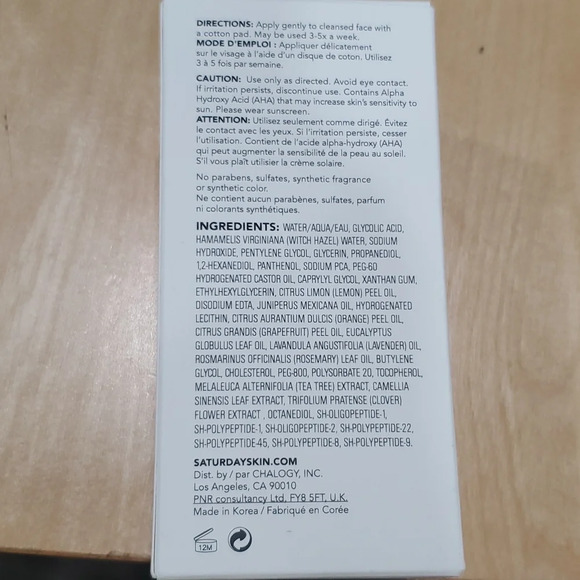 DIRECTIONS: Apply gently to cleansed face with
a cotton pad. May be used 3-5x a week.
MODE D'EMPLOI : Appliquer délicatement
sur le visage à l'aide d'un disque de coton. Utilisez
3 à 5 fois par semaine.
CAUTION: Use only as directed. Avoid eye contact.
If irritation persists, discontinue use. Contains Alpha
Hydroxy Acid (AHA) that may increase skin's sensitivity to
sun. Please wear sunscreen.
ATTENTION: Utilisez seulement comme dirigé. Évitez
le contact avec les yeux. Si l'irritation persiste, cesser
l'utilisation. Contient de l'acide alpha-hydroxy (AHA)
qui peut augmenter la sensibilité de la peau au soleil.
S'il vous plaît utilisier la crème solaire.
No parabens, sulfates, synthetic fragrance
or synthetic color.
Ne contient aucun parabènes, sulfates, parfum
ni colorants synthétiques.
INGREDIENTS: WATER/AQUA/EAU, GLYCOLIC ACID,
HAMAMELIS VIRGINIANA (WITCH HAZEL) WATER, SODIUM
HYDROXIDE, PENTYLENE GLYCOL, GLYCERIN, PROPANEDIOL,
1,2-HEXANEDIOL, PANTHENOL, SODIUM PCA, PEG-60
HYDROGENATED CASTOR OIL, CAPRYLYL GLYCOL, XANTHAN GUM,
ETHYLHEXYLGLYCERIN, CITRUS LIMON (LEMON) PEEL OIL,
DISODIUM EDTA, JUNIPERUS MEXICANA OIL, HYDROGENATED
LECITHIN, CITRUS AURANTIUM DULCIS (ORANGE) PEEL OIL,
CITRUS GRANDIS (GRAPEFRUIT) PEEL OIL, EUCALYPTUS
GLOBULUS LEAF OIL, LAVANDULA ANGUSTIFOLIA (LAVENDER) OIL,
ROSMARINUS OFFICINALIS (ROSEMARY) LEAF OIL, BUTYLENE
GLYCOL, CHOLESTEROL, PEG-800, POLYSORBATE 20, TOCOPHEROL,
MELALEUCA ALTERNIFOLIA (TEA TREE) EXTRACT, CAMELLIA
SINENSIS LEAF EXTRACT, TRIFOLIUM PRATENSE (CLOVER)
FLOWER EXTRACT , OCTANEDIOL, SH-OLIGOPEPTIDE-1,
SH-POLYPEPTIDE-1, SH-OLIGOPEPTIDE-2, SH-POLYPEPTIDE-22,
SH-POLYPEPTIDE-45, SH-POLYPEPTIDE-8, SH-POLYPEPTIDE-9.
SATURDAYSKIN.COM
Dist. by / par CHALOGY, INC.
Los Angeles, CA 90010
PNR consultancy Ltd, FY8 5FT, U.K.
Made in Korea / Fabriqué en Corée
12M